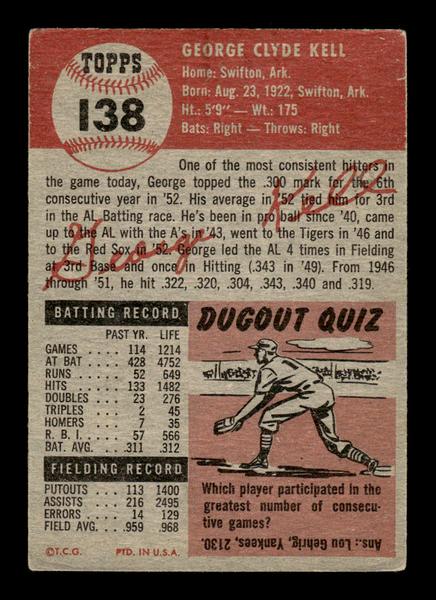 TOPPS
138
GEORGE CLYDE KELL
Home: Swifton, Ark.
Born: Aug. 23, 1922, Swifton, Ark.
Ht.: 5'9" — Wt.: 175
Bats: Right — Throws: Right
One of the most consistent hitters in
the game today, George topped the .300 mark for the 6th
consecutive year in '52. His average in '52 tied him for 3rd
in the AL Batting race. He's been in pro ball since '40, came
up to the AL with the A's in '43, went to the Tigers in '46 and
to the Red Sox in '52. George led the AL 4 times in Fielding
at 3rd Base and once in Hitting (.343 in '49). From 1946
through '51, he hit .322, .320, .304, .343, .340 and .319.
George Kell
BATTING RECORD
PAST YR. LIFE
GAMES . . . . 114 1214
AT BAT . . . . 428 4752
RUNS . . . . . 52 649
HITS . . . . . 133 1482
DOUBLES . . 23 276
TRIPLES . . . 2 45
HOMERS . . . 7 35
R. B. I. . . . . 57 566
BAT. AVG. . . .311 .312
FIELDING RECORD
PUTOUTS . . 113 1400
ASSISTS . . . 216 2495
ERRORS . . . 14 129
FIELD AVG. . .959 .968
©T.C.G. PTD. IN U.S.A.
DUGOUT QUIZ
Which player participated in the
greatest number of consecu-
tive games?
Ans.: Lou Gehrig, Yankees, 2130.